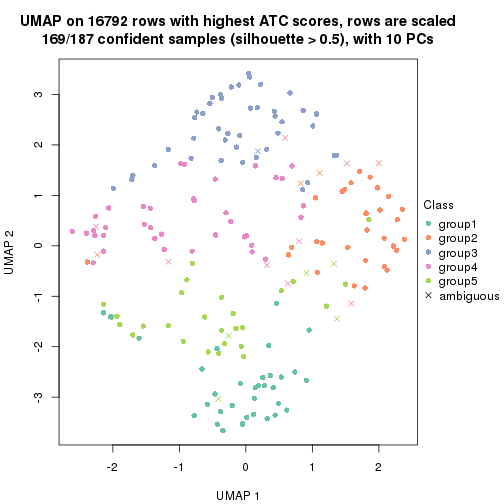 UMAP on 16792 rows with highest ATC scores, rows are scaled
169/187 confident samples (silhouette > 0.5), with 10 PCs
3
2
1
0
-1
-2
-3
UMAP 2
-2
-1
0
1
2
UMAP 1
Class
group1
group2
group3
group4
group5
ambiguous